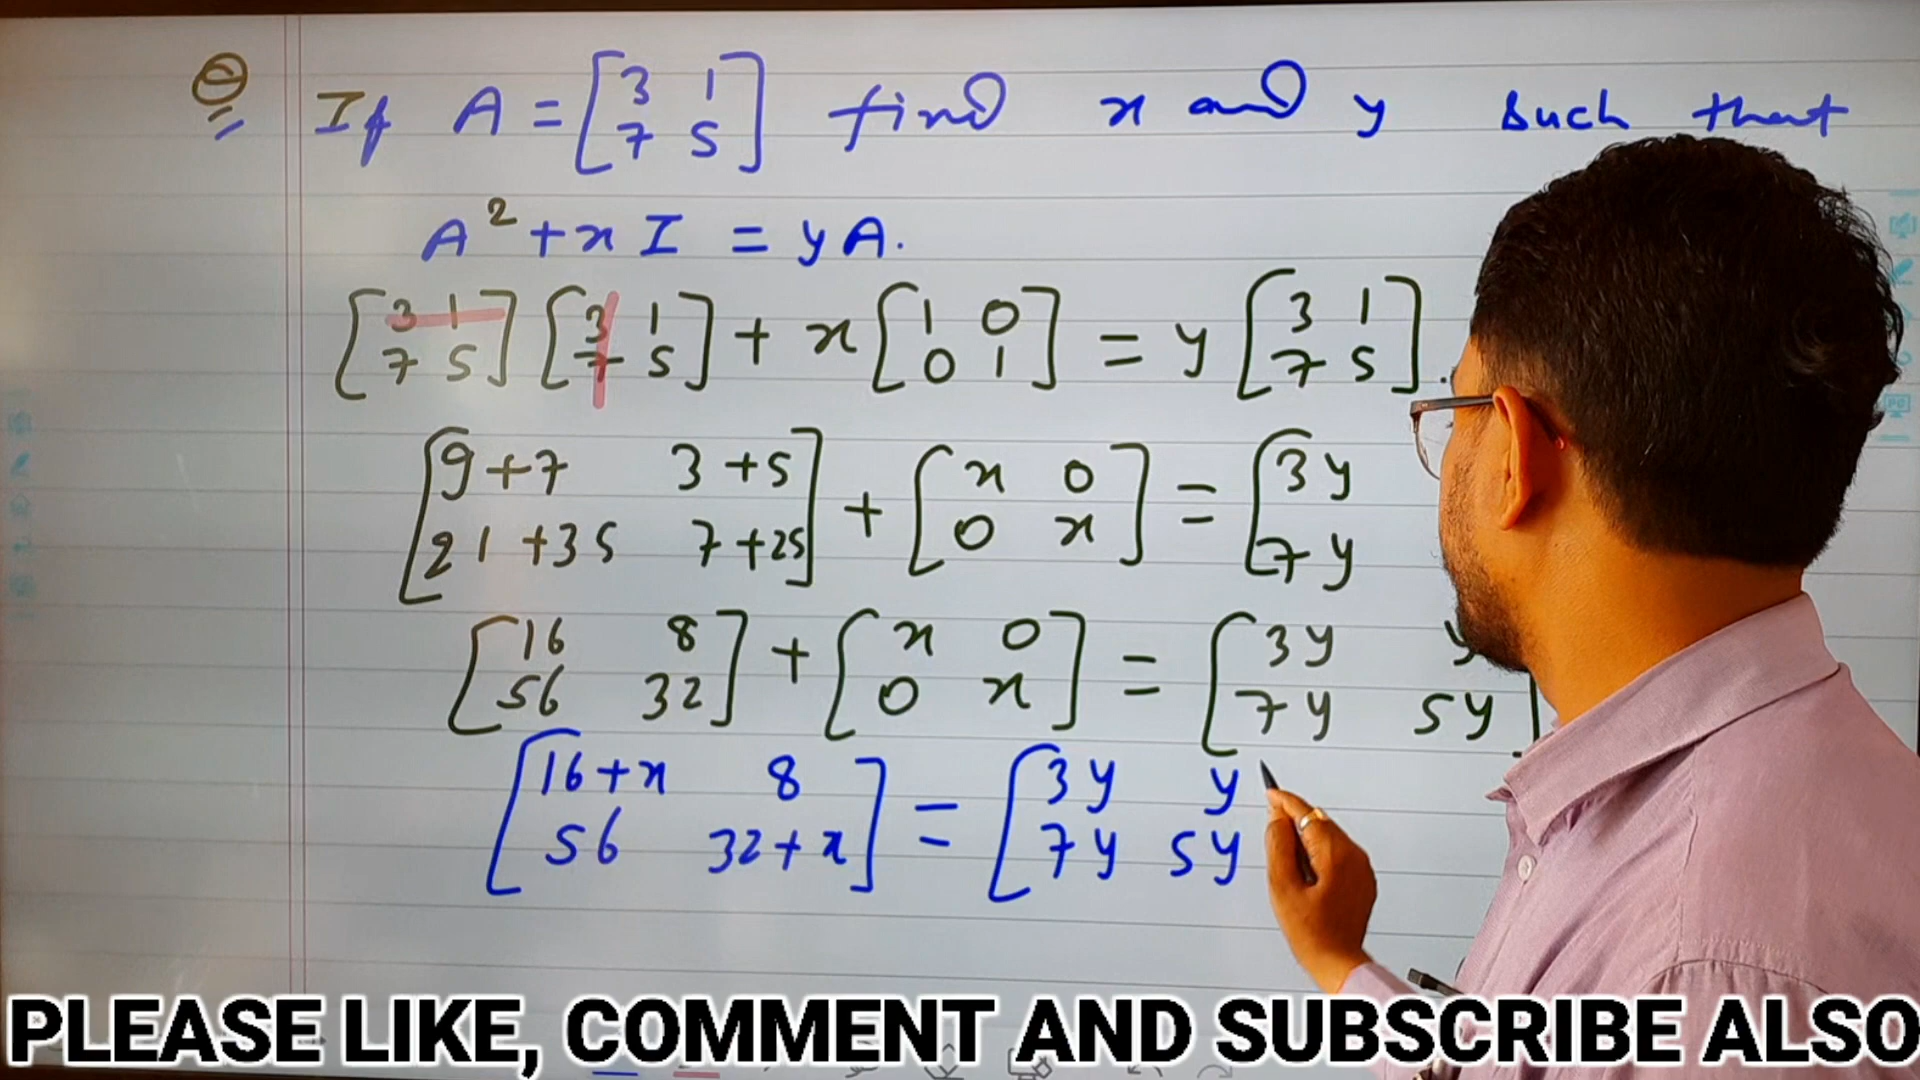 Q If A = [3 1 7 5] find x and y such that
A² + x I = y A.
[3 1 7 5] [3 1 7 5] + x [1 0 0 1] = y [3 1 7 5].
[9+7 3+5 21+35 7+25] + [x 0 0 x] = [3y 7y
[16 8 56 32] + [x 0 0 x] = [3y y 7y 5y].
[16+x 8 56 32+x] = [3y y 7y 5y
PLEASE LIKE, COMMENT AND SUBSCRIBE ALSO